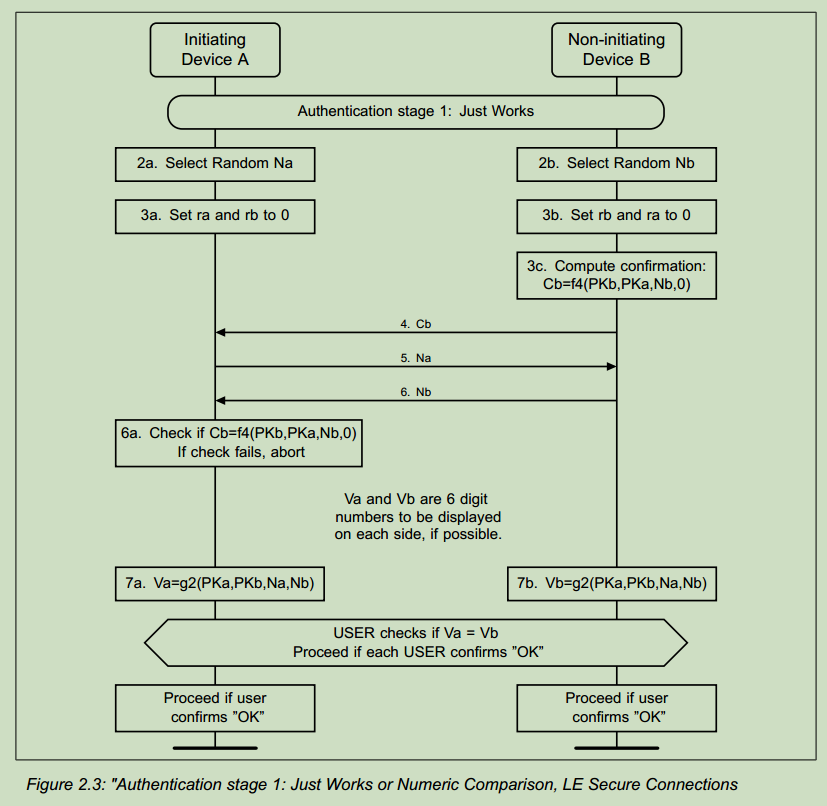 Initiating
Device A
Non-initiating
Device B
Authentication stage 1: Just Works
2a. Select Random Na
2b. Select Random Nb
3a. Set ra and rb to 0
3b. Set rb and ra to 0
3c. Compute confirmation:
Cb=f4(PKb,PKa,Nb,0)
4. Cb
5. Na
6. Nb
6a. Check if Cb=f4(PKb,PKa,Nb,0)
If check fails, abort
Va and Vb are 6 digit
numbers to be displayed
on each side, if possible.
7a. Va=g2(PKa,PKb,Na,Nb)
7b. Vb=g2(PKa,PKb,Na,Nb)
USER checks if Va = Vb
Proceed if each USER confirms ”OK”
Proceed if user
confirms ”OK”
Proceed if user
confirms ”OK”
Figure 2.3: "Authentication stage 1: Just Works or Numeric Comparison, LE Secure Connections